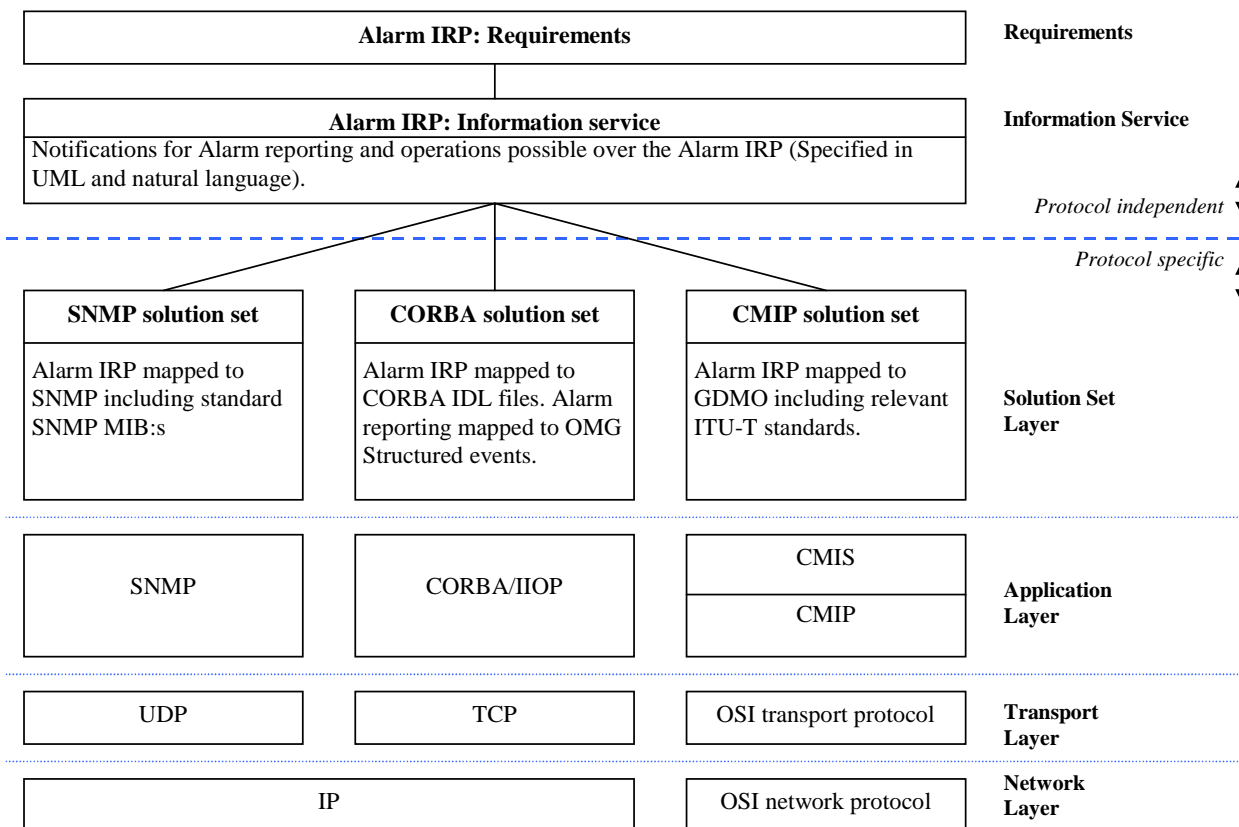 Alarm IRP: Requirements
Requirements
Alarm IRP: Information service
Information Service
Notifications for Alarm reporting and operations possible over the Alarm IRP (Specified in
UML and natural language).
Protocol independent
Protocol specific
SNMP solution set
CORBA solution set
CMIP solution set
Alarm IRP mapped to
SNMP including standard
SNMP MIB:s
Alarm IRP mapped to
CORBA IDL files. Alarm
reporting mapped to OMG
Structured events.
Alarm IRP mapped to
GDMO including relevant
ITU-T standards.
Solution Set
Layer
SNMP
CORBA/IIOP
CMIS
CMIP
Application
Layer
UDP
TCP
OSI transport protocol
Transport
Layer
IP
OSI network protocol
Network
Layer